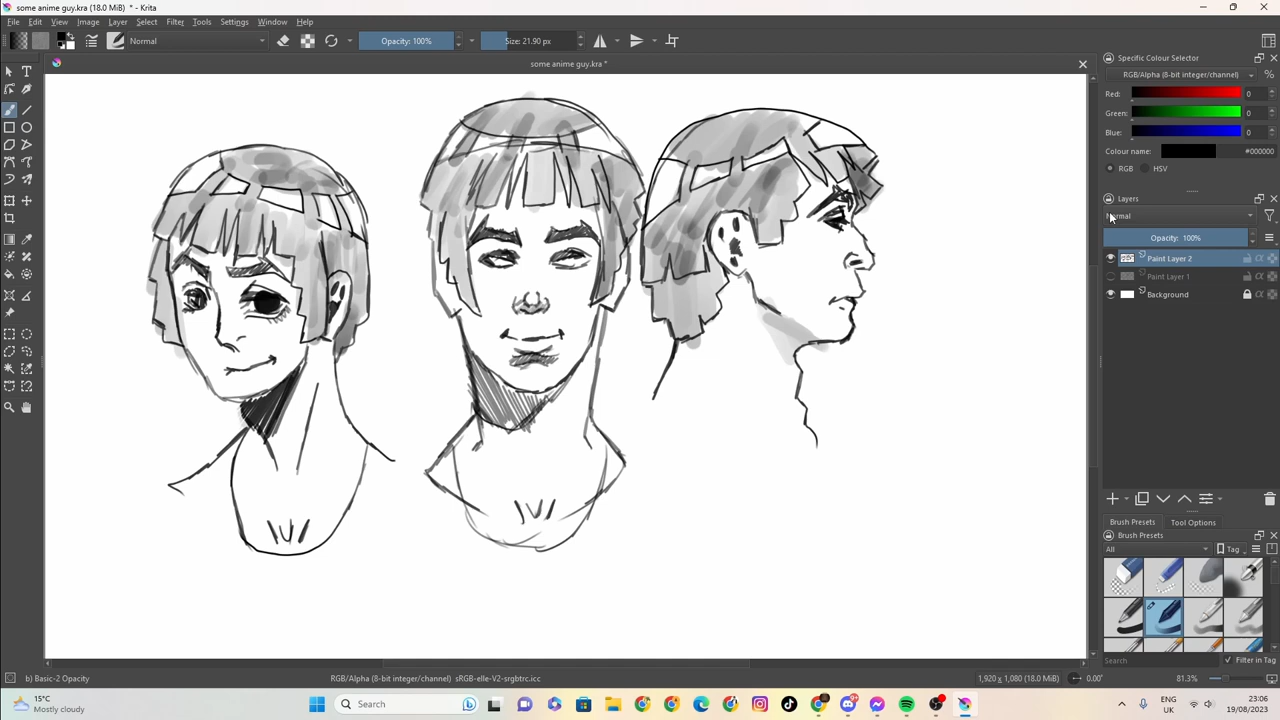 some anime guy.kra (18.0 MiB) * - Krita
File Edit View Image Layer Select Filter Tools Settings Window Help
Normal Opacity: 100% Size: 21.90 px
some anime guy.kra *
Specific Colour Selector
RGB/Alpha (8-bit integer/channel) %
Red: 0
Green: 0
Blue: 0
Colour name: #000000
RGB HSV
Layers
Normal
Opacity: 100%
Paint Layer 2
Paint Layer 1
Background
Brush Presets Tool Options
Brush Presets
All Tag
Search Filter in Tag
b) Basic-2 Opacity RGB/Alpha (8-bit integer/channel) sRGB-elle-V2-srgbtrc.icc 1,920 x 1,080 (18.0 MiB) 0.00° 81.3%
15°C
Mostly cloudy
Search
ENG
UK
23:06
19/08/2023